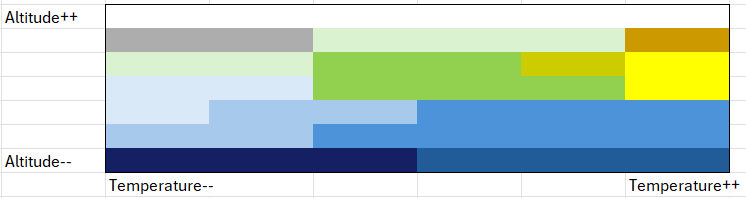 Altitude++
Altitude--
Temperature--
Temperature++